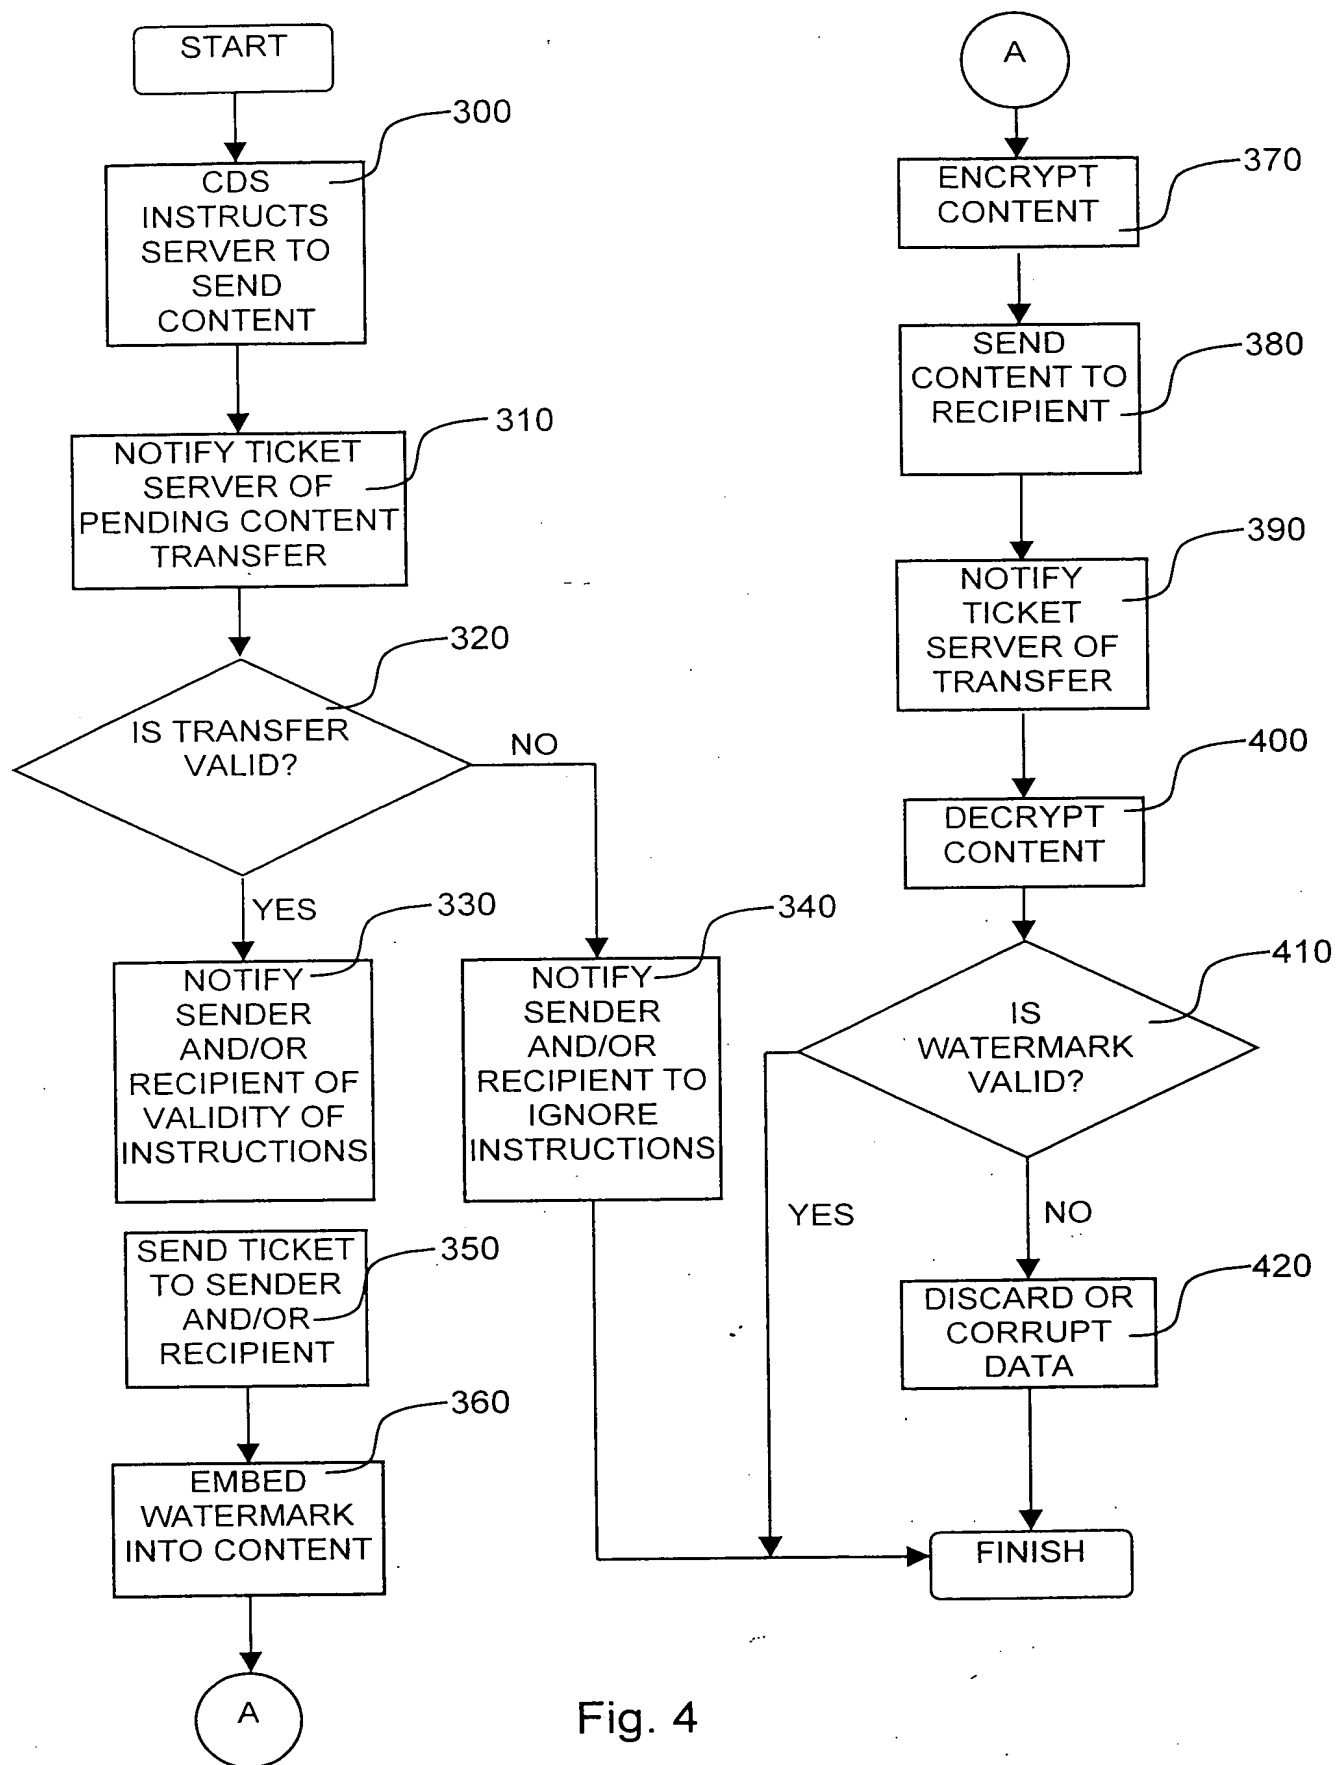 START
300
CDS
INSTRUCTS
SERVER TO
SEND
CONTENT
310
NOTIFY TICKET
SERVER OF
PENDING CONTENT
TRANSFER
320
IS TRANSFER
VALID?
NO
YES
330
NOTIFY
SENDER
AND/OR
RECIPIENT OF
VALIDITY OF
INSTRUCTIONS
340
NOTIFY
SENDER
AND/OR
RECIPIENT TO
IGNORE
INSTRUCTIONS
350
SEND TICKET
TO SENDER
AND/OR
RECIPIENT
360
EMBED
WATERMARK
INTO CONTENT
A
A
370
ENCRYPT
CONTENT
380
SEND
CONTENT TO
RECIPIENT
390
NOTIFY
TICKET
SERVER OF
TRANSFER
400
DECRYPT
CONTENT
410
IS
WATERMARK
VALID?
YES
NO
420
DISCARD OR
CORRUPT
DATA
FINISH
Fig. 4